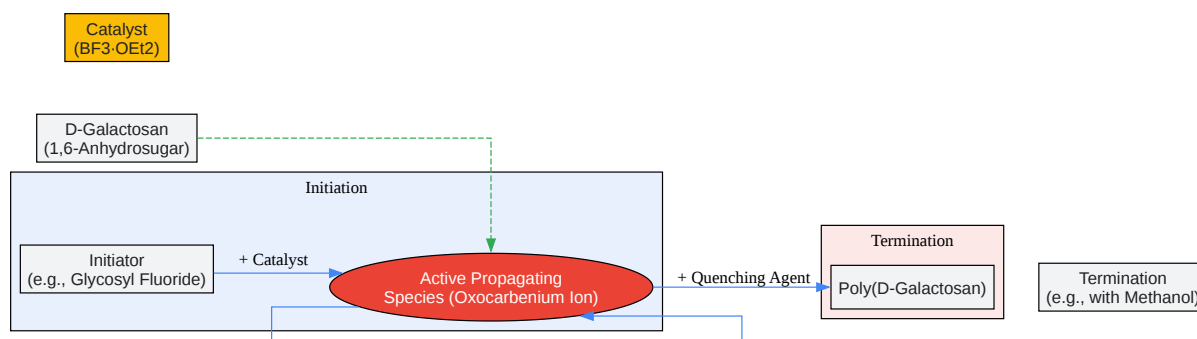 Catalyst
(BF3·OEt2)
D-Galactosan
(1,6-Anhydrosugar)
Initiation
Initiator
(e.g., Glycosyl Fluoride)
+ Catalyst
Active Propagating
Species (Oxocarbenium Ion)
+ Quenching Agent
Termination
Poly(D-Galactosan)
Termination
(e.g., with Methanol)